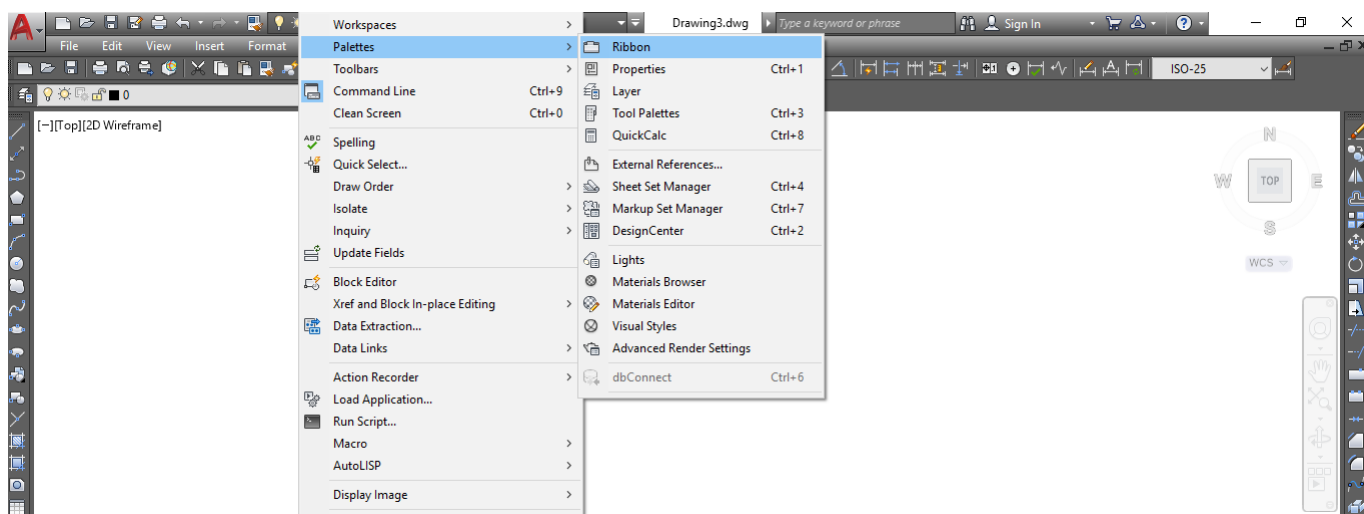 Drawing3.dwg
Type a keyword or phrase
Sign In
File Edit View Insert Format
ISO-25
0
[−][Top][2D Wireframe]
Workspaces
Palettes
Toolbars
Command Line Ctrl+9
Clean Screen Ctrl+0
Spelling
Quick Select...
Draw Order
Isolate
Inquiry
Update Fields
Block Editor
Xref and Block In-place Editing
Data Extraction...
Data Links
Action Recorder
Load Application...
Run Script...
Macro
AutoLISP
Display Image
Ribbon
Properties Ctrl+1
Layer
Tool Palettes Ctrl+3
QuickCalc Ctrl+8
External References...
Sheet Set Manager Ctrl+4
Markup Set Manager Ctrl+7
DesignCenter Ctrl+2
Lights
Materials Browser
Materials Editor
Visual Styles
Advanced Render Settings
dbConnect Ctrl+6
N
W TOP E
S
WCS